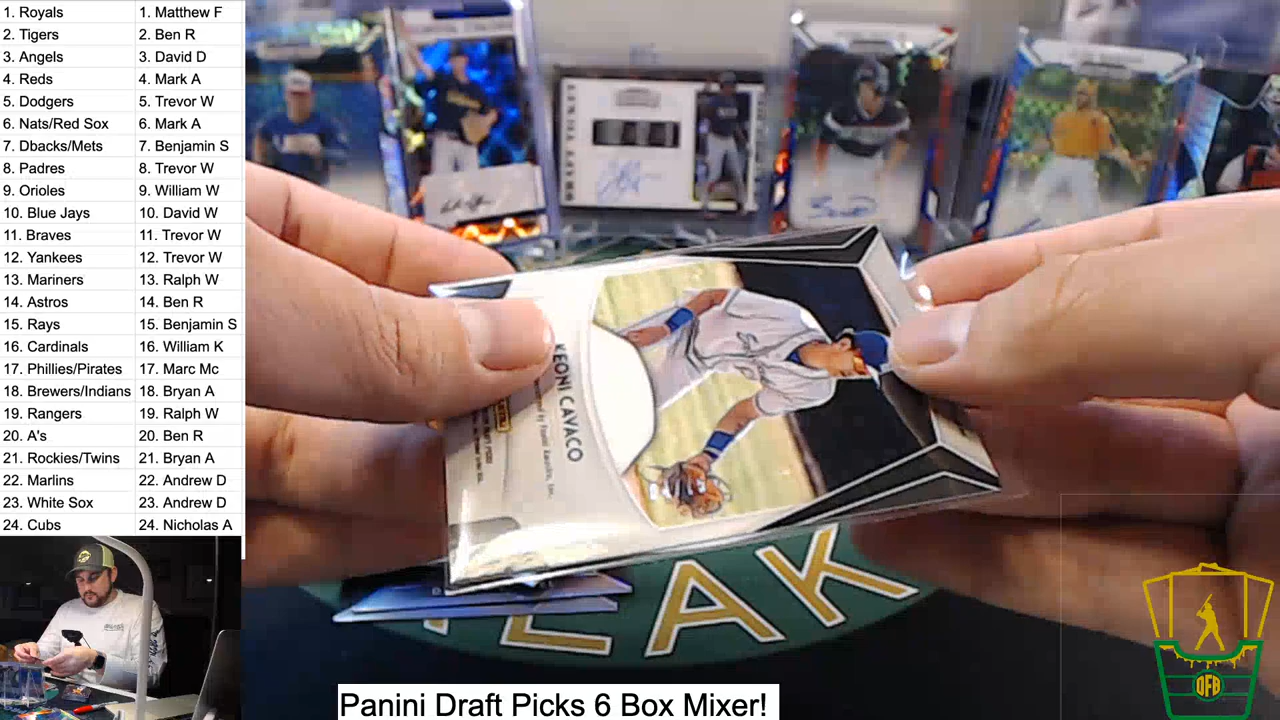 1. Royals 1. Matthew F
2. Tigers 2. Ben R
3. Angels 3. David D
4. Reds 4. Mark A
5. Dodgers 5. Trevor W
6. Nats/Red Sox 6. Mark A
7. Dbacks/Mets 7. Benjamin S
8. Padres 8. Trevor W
9. Orioles 9. William W
10. Blue Jays 10. David W
11. Braves 11. Trevor W
12. Yankees 12. Trevor W
13. Mariners 13. Ralph W
14. Astros 14. Ben R
15. Rays 15. Benjamin S
16. Cardinals 16. William K
17. Phillies/Pirates 17. Marc Mc
18. Brewers/Indians 18. Bryan A
19. Rangers 19. Ralph W
20. A's 20. Ben R
21. Rockies/Twins 21. Bryan A
22. Marlins 22. Andrew D
23. White Sox 23. Andrew D
24. Cubs 24. Nicholas A
DRAFT TICKET
KEONI CAVACO
EAK
Panini Draft Picks 6 Box Mixer!
DFB